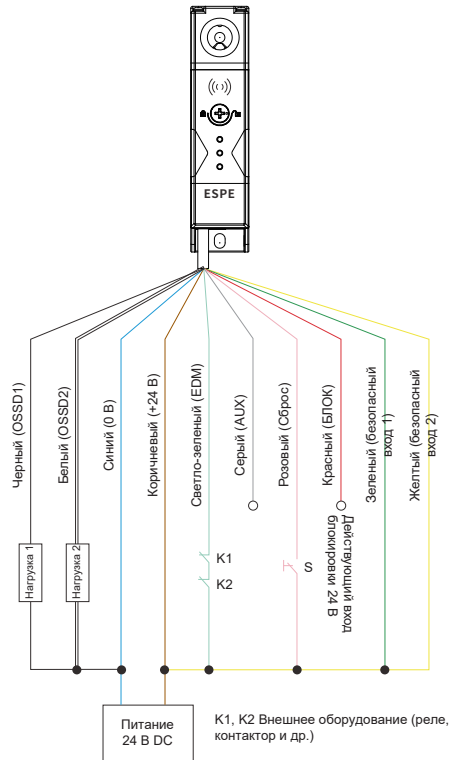 ESPE
Черный (OSSD1)
Белый (OSSD2)
Синий (0 В)
Коричневый (+24 В)
Светло-зеленый (EDM)
Серый (AUX)
Розовый (Сброс)
Красный (БЛОК)
Зеленый (безопасный
вход 1)
Желтый (безопасный
вход 2)
Действующий вход
блокировки 24 В
Нагрузка 1
Нагрузка 2
K1
K2
S
Питание
24 В DC
K1, K2 Внешнее оборудование (реле,
контактор и др.)